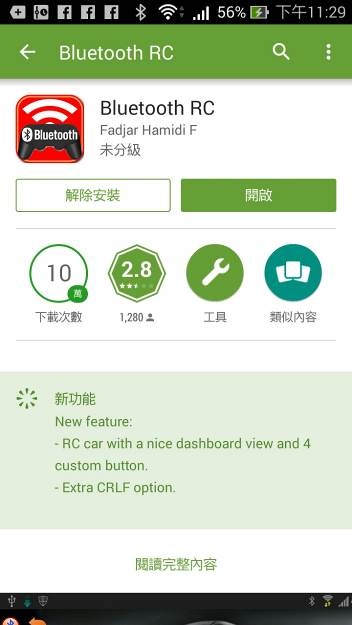 56% 下午11:29
Bluetooth RC
Bluetooth
Bluetooth RC
Fadjar Hamidi F
未分級
解除安裝
開啟
10
萬
2.8
下載次數
1,280
工具
類似內容
新功能
New feature:
- RC car with a nice dashboard view and 4
custom button.
- Extra CRLF option.
閱讀完整內容